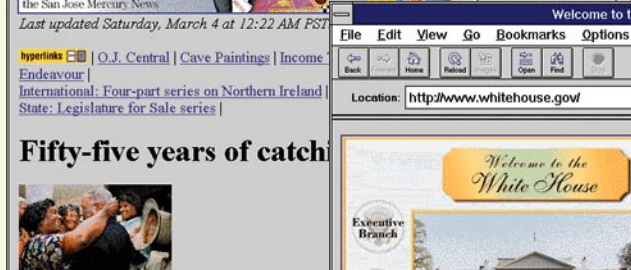 the San Jose Mercury News
Last updated Saturday, March 4 at 12:22 AM PST
hyperlinks | O.J. Central | Cave Paintings | Income
Endeavour |
International: Four-part series on Northern Ireland |
State: Legislature for Sale series |
Fifty-five years of catchi
Welcome to t
File Edit View Go Bookmarks Options
Back Forward Home Reload Images Open Find Stop
Location: http://www.whitehouse.gov/
Welcome to the
White House
Executive
Branch